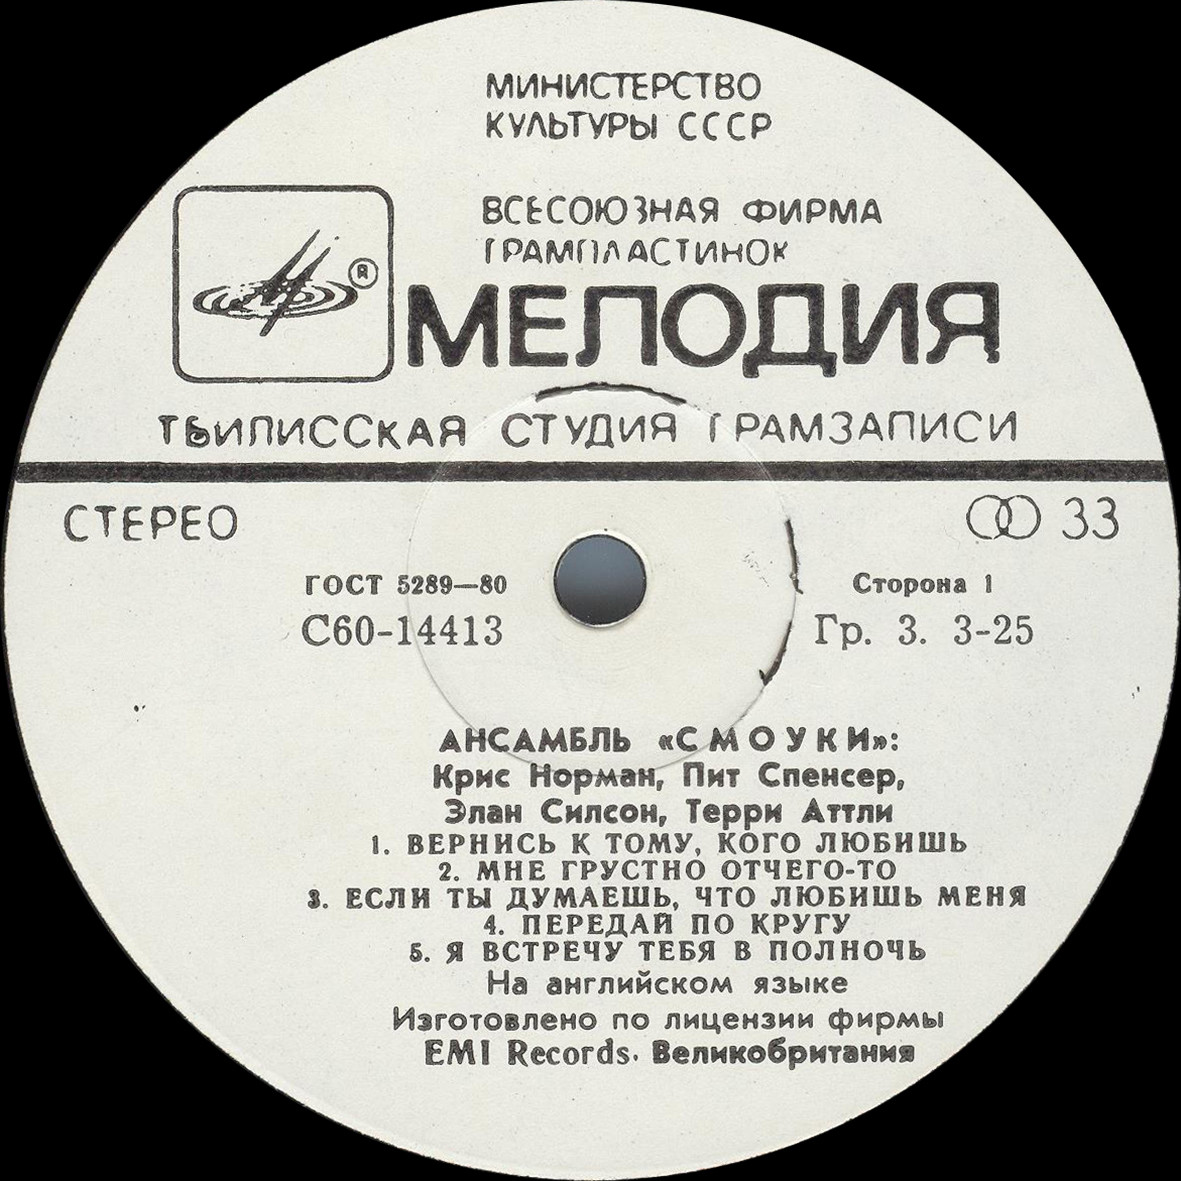 МИНИСТЕРСТВО
КУЛЬТУРЫ СССР
ВСЕСОЮЗНАЯ ФИРМА
ГРАМПЛАСТИНОК
®
МЕЛОДИЯ
ТБИЛИССКАЯ СТУДИЯ ГРАМЗАПИСИ
СТЕРЕО
33
ГОСТ 5289—80
Сторона 1
С60-14413
Гр. 3. 3-25
АНСАМБЛЬ «СМОУКИ»:
Крис Норман, Пит Спенсер,
Элан Силсон, Терри Аттли
1. ВЕРНИСЬ К ТОМУ, КОГО ЛЮБИШЬ
2. МНЕ ГРУСТНО ОТЧЕГО-ТО
3. ЕСЛИ ТЫ ДУМАЕШЬ, ЧТО ЛЮБИШЬ МЕНЯ
4. ПЕРЕДАЙ ПО КРУГУ
5. Я ВСТРЕЧУ ТЕБЯ В ПОЛНОЧЬ
На английском языке
Изготовлено по лицензии фирмы
EMI Records. Великобритания